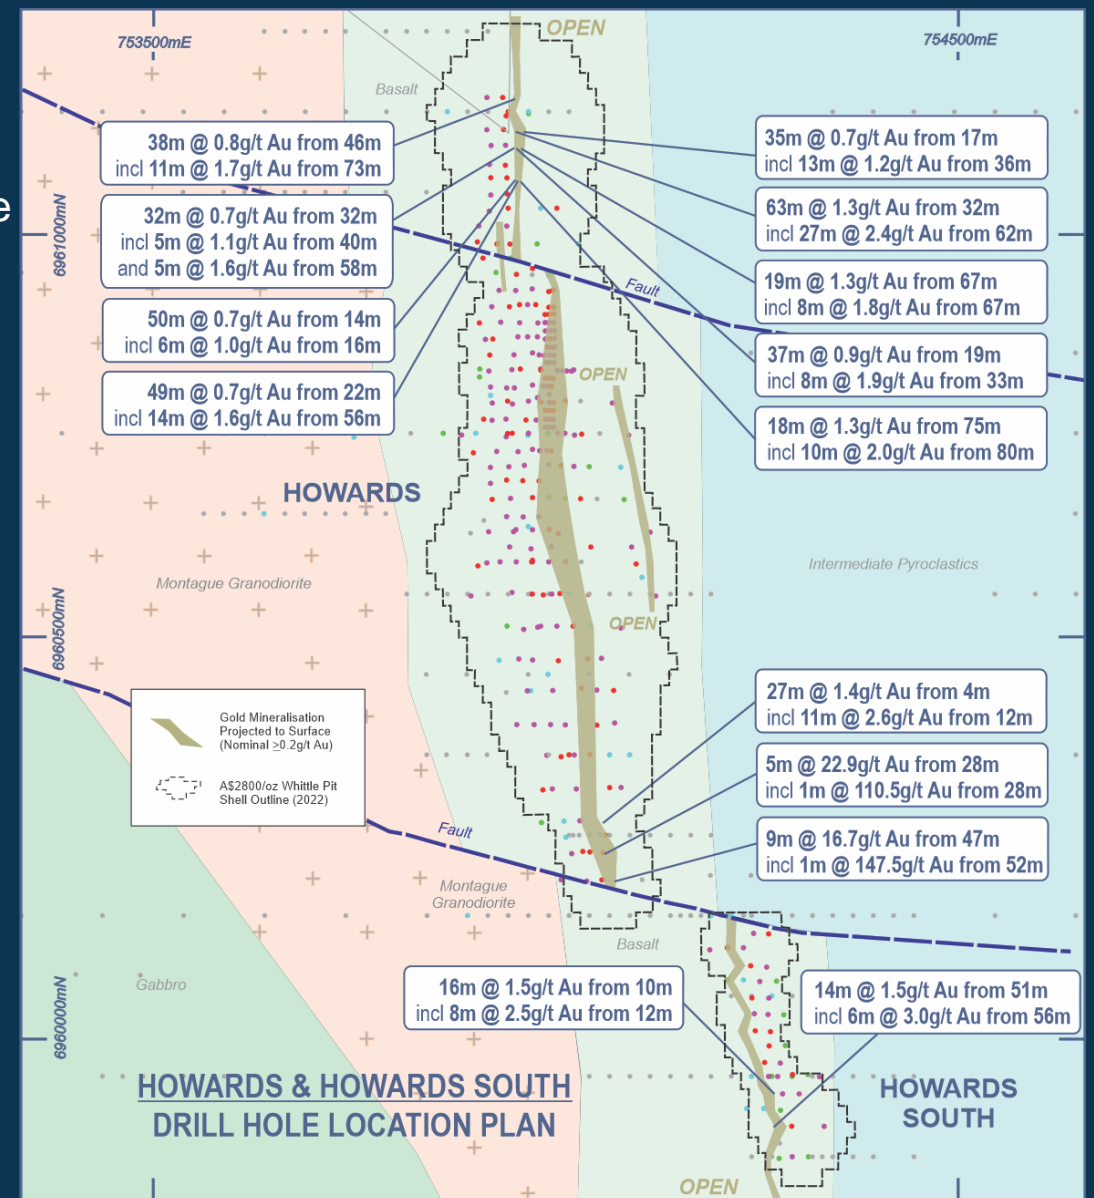 753500mE
754500mE
OPEN
Basalt
38m @ 0.8g/t Au from 46m
incl 11m @ 1.7g/t Au from 73m
32m @ 0.7g/t Au from 32m
incl 5m @ 1.1g/t Au from 40m
and 5m @ 1.6g/t Au from 58m
50m @ 0.7g/t Au from 14m
incl 6m @ 1.0g/t Au from 16m
49m @ 0.7g/t Au from 22m
incl 14m @ 1.6g/t Au from 56m
35m @ 0.7g/t Au from 17m
incl 13m @ 1.2g/t Au from 36m
63m @ 1.3g/t Au from 32m
incl 27m @ 2.4g/t Au from 62m
19m @ 1.3g/t Au from 67m
incl 8m @ 1.8g/t Au from 67m
37m @ 0.9g/t Au from 19m
incl 8m @ 1.9g/t Au from 33m
18m @ 1.3g/t Au from 75m
incl 10m @ 2.0g/t Au from 80m
e
6961000mN
Fault
OPEN
HOWARDS
Montague Granodiorite
Intermediate Pyroclastics
OPEN
6960500mN
Gold Mineralisation
Projected to Surface
(Nominal ≥0.2g/t Au)
A$2800/oz Whittle Pit
Shell Outline (2022)
27m @ 1.4g/t Au from 4m
incl 11m @ 2.6g/t Au from 12m
5m @ 22.9g/t Au from 28m
incl 1m @ 110.5g/t Au from 28m
9m @ 16.7g/t Au from 47m
incl 1m @ 147.5g/t Au from 52m
Fault
Montague
Granodiorite
Basalt
Gabbro
6960000mN
16m @ 1.5g/t Au from 10m
incl 8m @ 2.5g/t Au from 12m
14m @ 1.5g/t Au from 51m
incl 6m @ 3.0g/t Au from 56m
HOWARDS & HOWARDS SOUTH
DRILL HOLE LOCATION PLAN
HOWARDS
SOUTH
OPEN